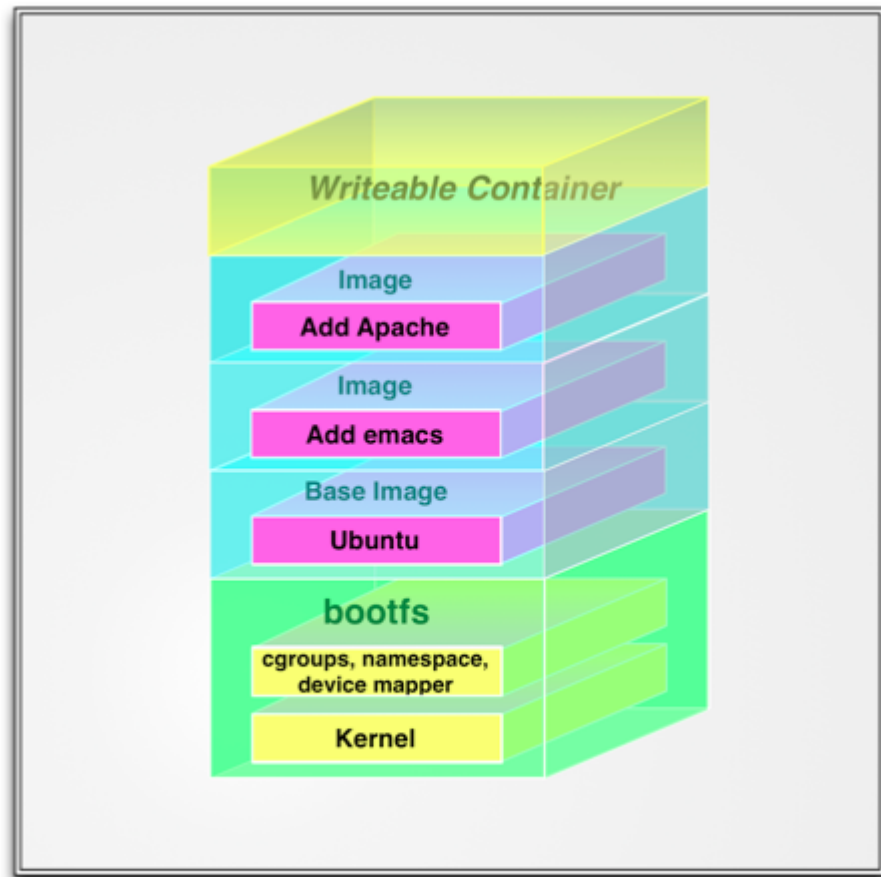 Writeable Container
Image
Add Apache
Image
Add emacs
Base Image
Ubuntu
bootfs
cgroups, namespace,
device mapper
Kernel